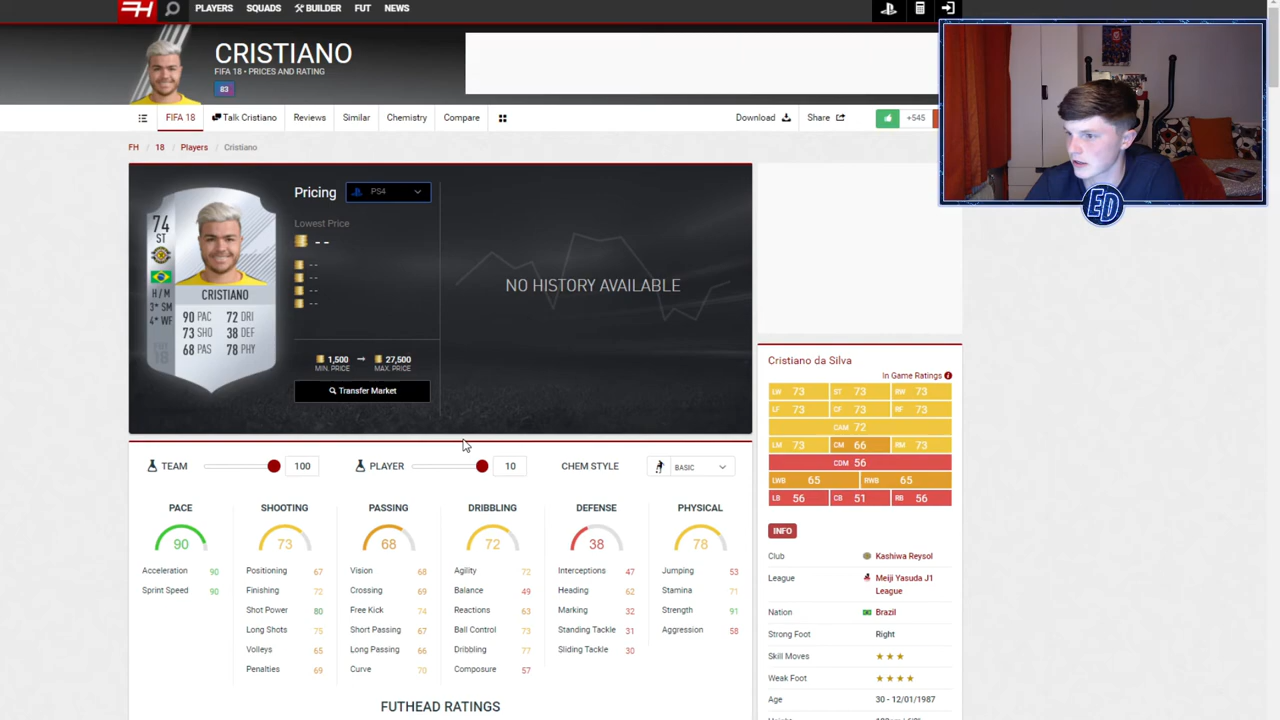 FH PLAYERS SQUADS BUILDER FUT NEWS
CRISTIANO
FIFA 18 • PRICES AND RATING
83
FIFA 18 Talk Cristiano Reviews Similar Chemistry Compare Download Share +545
FH / 18 / Players / Cristiano
74
ST
H / M
3* SM
4* WF
CRISTIANO
90 PAC 72 DRI
73 SHO 38 DEF
68 PAS 78 PHY
FIFA 18
Pricing PS4
Lowest Price
--
--
--
--
--
1,500 → 27,500
MIN. PRICE MAX. PRICE
Transfer Market
NO HISTORY AVAILABLE
ED
Cristiano da Silva
In Game Ratings
LW 73 ST 73 RW 73
LF 73 CF 73 RF 73
CAM 72
LM 73 CM 66 RM 73
CDM 56
LWB 65 RWB 65
LB 56 CB 51 RB 56
INFO
Club Kashiwa Reysol
League Meiji Yasuda J1
League
Nation Brazil
Strong Foot Right
Skill Moves ★★★
Weak Foot ★★★★
Age 30 - 12/01/1987
TEAM 100 PLAYER 10 CHEM STYLE BASIC
PACE SHOOTING PASSING DRIBBLING DEFENSE PHYSICAL
90 73 68 72 38 78
Acceleration 90 Positioning 67 Vision 68 Agility 72 Interceptions 47 Jumping 53
Sprint Speed 90 Finishing 72 Crossing 69 Balance 49 Heading 62 Stamina 71
Shot Power 80 Free Kick 74 Reactions 63 Marking 32 Strength 91
Long Shots 75 Short Passing 67 Ball Control 73 Standing Tackle 31 Aggression 58
Volleys 65 Long Passing 66 Dribbling 77 Sliding Tackle 30
Penalties 69 Curve 70 Composure 57
FUTHEAD RATINGS